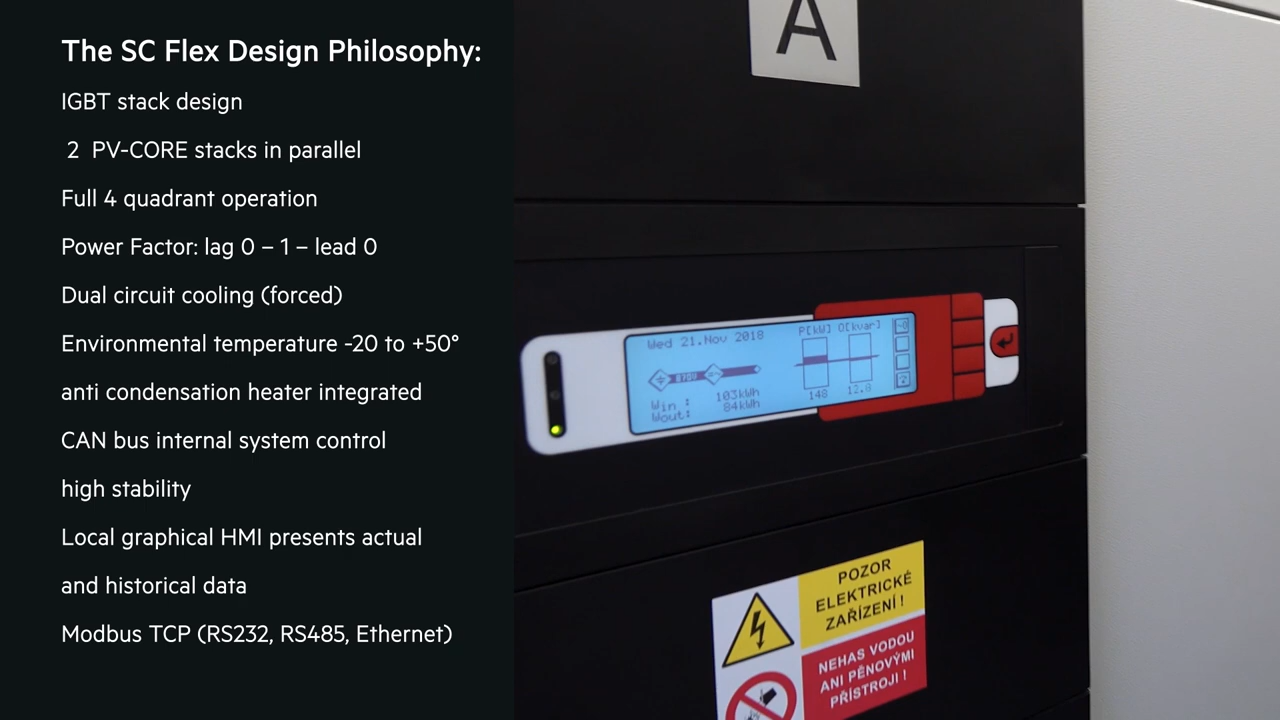 The SC Flex Design Philosophy:
IGBT stack design
2 PV-CORE stacks in parallel
Full 4 quadrant operation
Power Factor: lag 0 – 1 – lead 0
Dual circuit cooling (forced)
Environmental temperature -20 to +50°
anti condensation heater integrated
CAN bus internal system control
high stability
Local graphical HMI presents actual
and historical data
Modbus TCP (RS232, RS485, Ethernet)
A
Wed 21.Nov 2018
P[kW] Q[kvar]
Win : 103kWh
Wout: 84kWh
148 12.8
POZOR
ELEKTRICKÉ
ZAŘÍZENÍ !
NEHAS VODOU
ANI PĚNOVÝMI
PŘÍSTROJI !